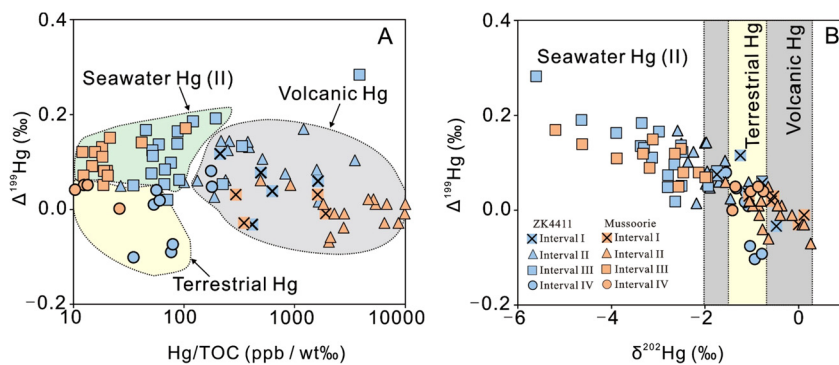 A
Seawater Hg (II)
Volcanic Hg
Terrestrial Hg
0.4
0.2
0.0
−0.2
10
100
1000
10000
Δ¹⁹⁹Hg (‰)
Hg/TOC (ppb / wt‰)
B
Seawater Hg (II)
Terrestrial Hg
Volcanic Hg
0.4
0.2
0.0
−0.2
−6
−4
−2
0
Δ¹⁹⁹Hg (‰)
δ²⁰²Hg (‰)
ZK4411 Mussoorie
Interval I Interval I
Interval II Interval II
Interval III Interval III
Interval IV Interval IV